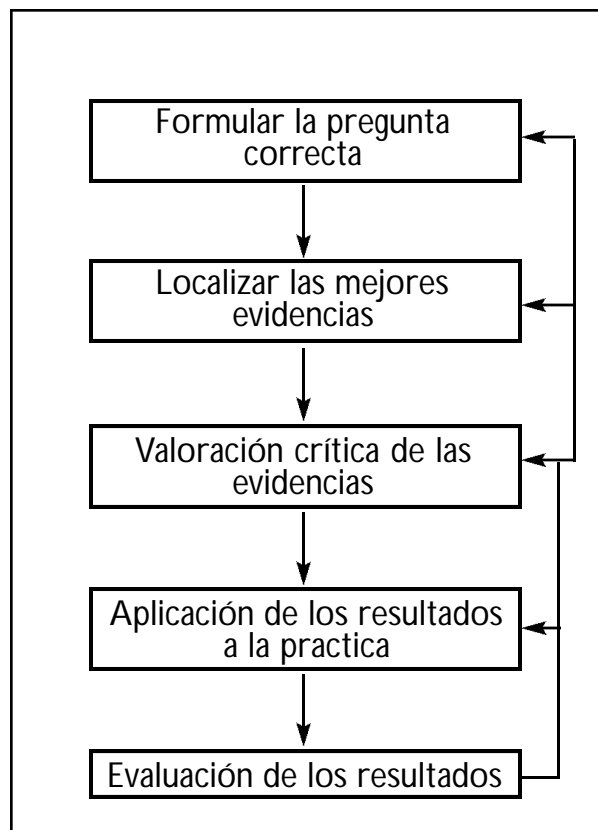 Formular la pregunta
correcta
Localizar las mejores
evidencias
Valoración crítica de las
evidencias
Aplicación de los resultados
a la practica
Evaluación de los resultados